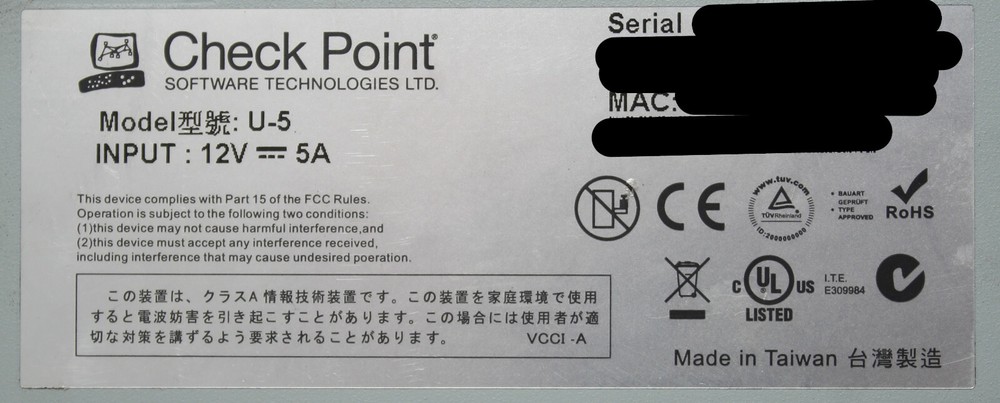 Check Point
SOFTWARE TECHNOLOGIES LTD.
Model型號: U-5
INPUT : 12V 5A
Serial
MAC:
This device complies with Part 15 of the FCC Rules.
Operation is subject to the following two conditions:
(1)this device may not cause harmful interference,and
(2)this device must accept any interference received,
including interference that may cause undesired poeration.
CE
www.tuv.com
TÜVRheinland
ID:2000000000
• BAUART
GEPRÜFT
• TYPE
APPROVED
RoHS
c UL US
LISTED
I.T.E.
E309984
この装置は、クラスA 情報技術装置です。この装置を家庭環境で使用
すると電波妨害を引き起こすことがあります。この場合には使用者が適
切な対策を講ずるよう要求されることがあります。 VCCI -A
Made in Taiwan 台灣製造